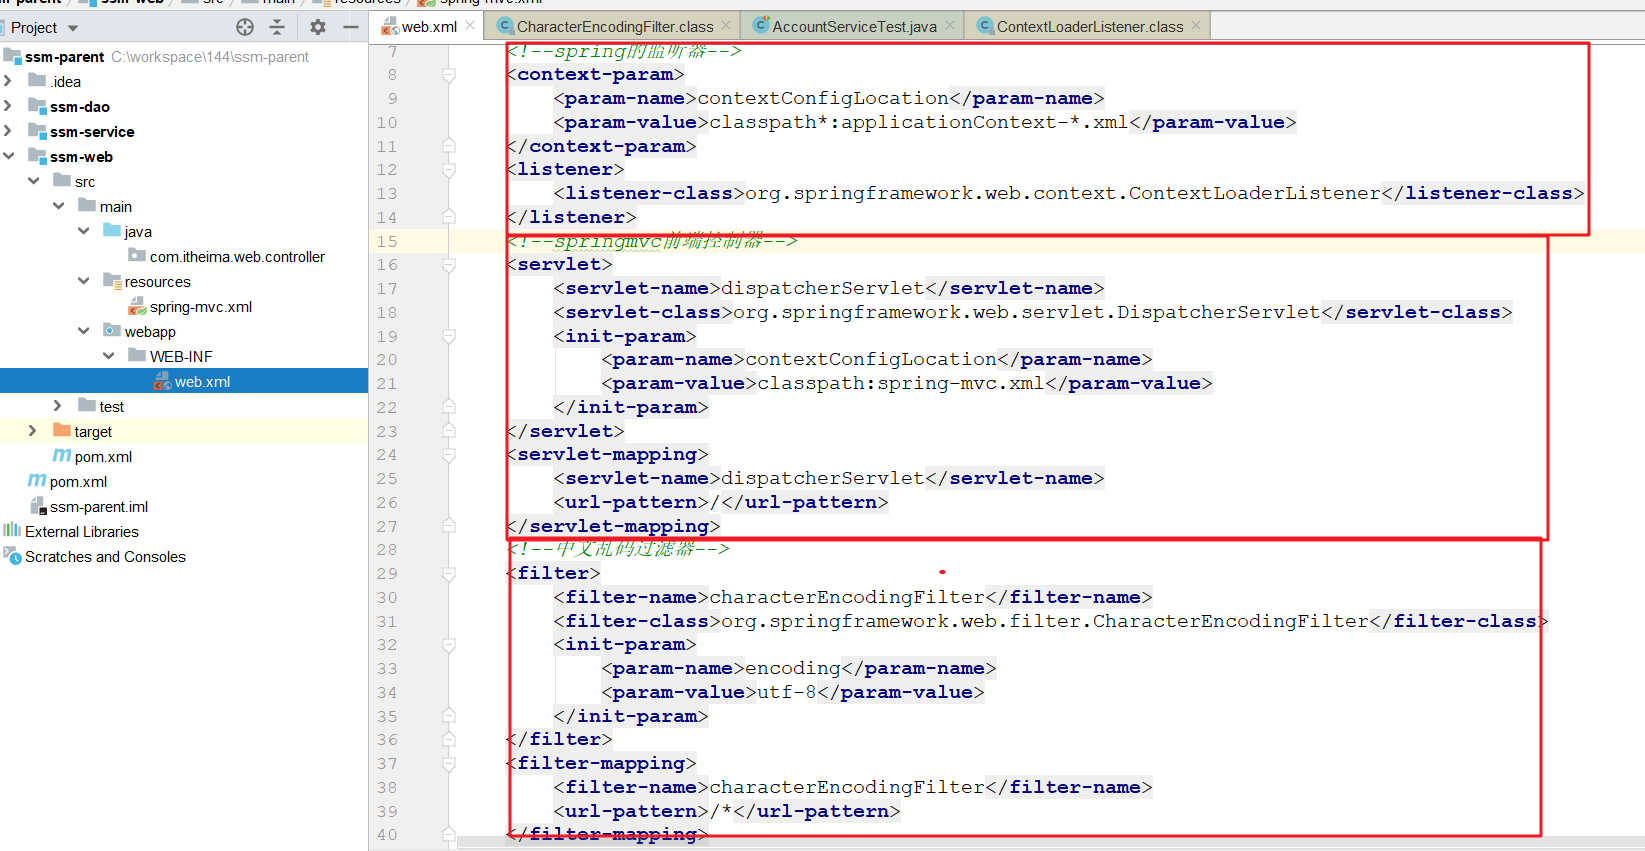 ssm-parent ssm-web src main resources spring-mvc.xml
Project
web.xml CharacterEncodingFilter.class AccountServiceTest.java ContextLoaderListener.class
ssm-parent C:\workspace\144\ssm-parent
.idea
ssm-dao
ssm-service
ssm-web
src
main
java
com.itheima.web.controller
resources
spring-mvc.xml
webapp
WEB-INF
web.xml
test
target
pom.xml
pom.xml
ssm-parent.iml
External Libraries
Scratches and Consoles
7 <!--spring的监听器-->
8 <context-param>
9 <param-name>contextConfigLocation</param-name>
10 <param-value>classpath*:applicationContext-*.xml</param-value>
11 </context-param>
12 <listener>
13 <listener-class>org.springframework.web.context.ContextLoaderListener</listener-class>
14 </listener>
15 <!--springmvc前端控制器-->
16 <servlet>
17 <servlet-name>dispatcherServlet</servlet-name>
18 <servlet-class>org.springframework.web.servlet.DispatcherServlet</servlet-class>
19 <init-param>
20 <param-name>contextConfigLocation</param-name>
21 <param-value>classpath:spring-mvc.xml</param-value>
22 </init-param>
23 </servlet>
24 <servlet-mapping>
25 <servlet-name>dispatcherServlet</servlet-name>
26 <url-pattern>/</url-pattern>
27 </servlet-mapping>
28 <!--中文乱码过滤器-->
29 <filter>
30 <filter-name>characterEncodingFilter</filter-name>
31 <filter-class>org.springframework.web.filter.CharacterEncodingFilter</filter-class>
32 <init-param>
33 <param-name>encoding</param-name>
34 <param-value>utf-8</param-value>
35 </init-param>
36 </filter>
37 <filter-mapping>
38 <filter-name>characterEncodingFilter</filter-name>
39 <url-pattern>/*</url-pattern>
40 </filter-mapping>